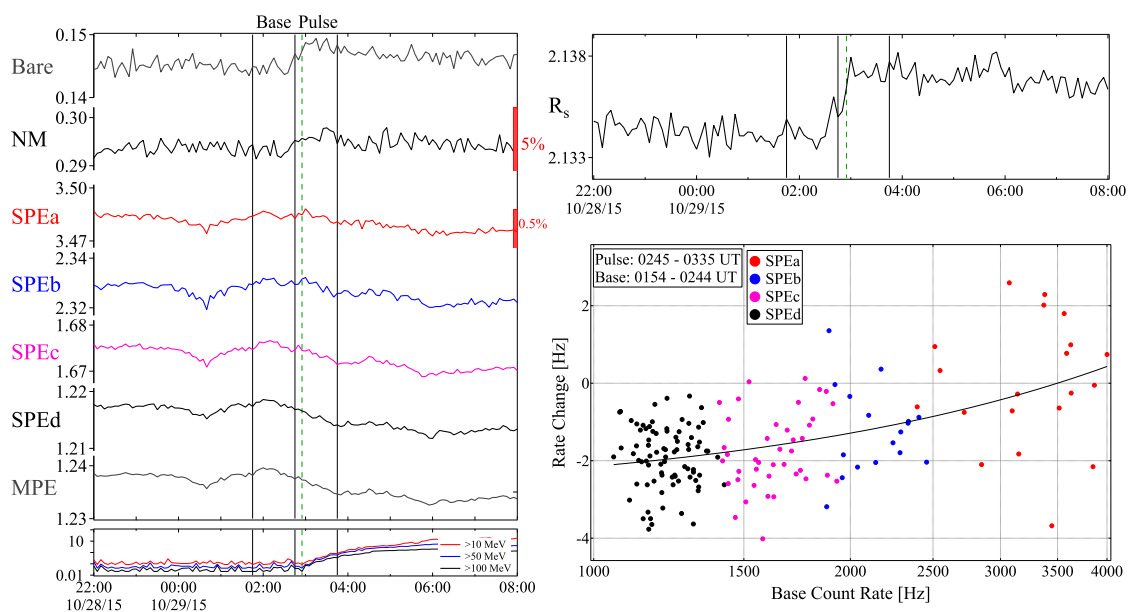 Base Pulse
Bare
0.15
0.14
NM
0.30
0.29
5%
SPEa
3.50
3.47
0.5%
SPEb
2.34
2.32
SPEc
1.68
1.67
SPEd
1.22
1.21
MPE
1.24
1.23
10
0.01
>10 MeV
>50 MeV
>100 MeV
22:00 00:00 02:00 04:00 06:00 08:00
10/28/15 10/29/15
Rs
2.138
2.133
22:00 00:00 02:00 04:00 06:00 08:00
10/28/15 10/29/15
Pulse: 0245 - 0335 UT
Base: 0154 - 0244 UT
SPEa
SPEb
SPEc
SPEd
Rate Change [Hz]
2
0
-2
-4
1000 1500 2000 2500 3000 3500 4000
Base Count Rate [Hz]